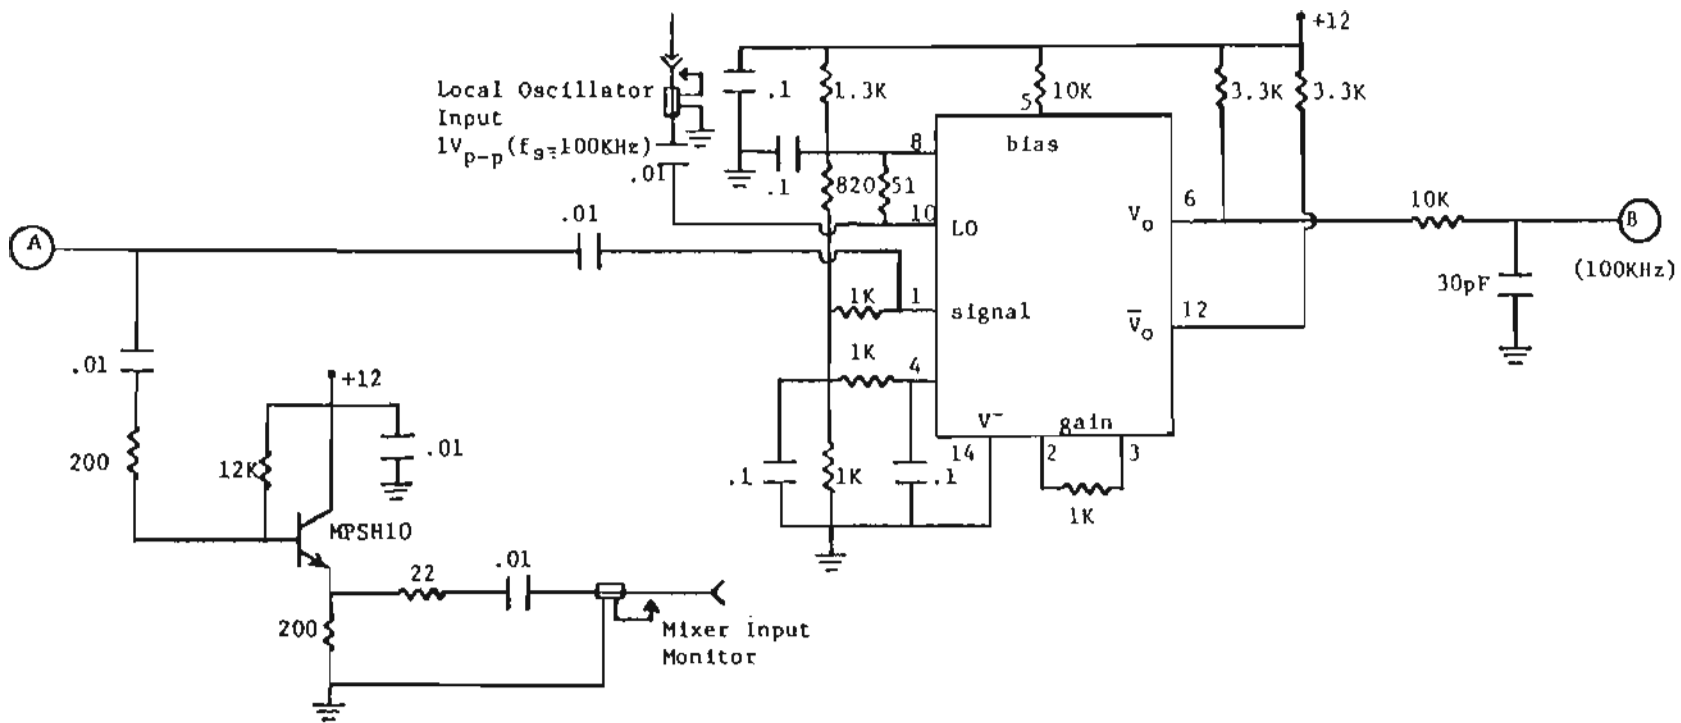 +12
Local Oscillator
Input
1Vp-p(fs=100KHz)
.01
.1
1.3K
10K
3.3K
3.3K
5
8
bias
.1
820
51
10
LO
6
Vo
10K
B
(100KHz)
30pF
A
.01
1K
1
signal
12
V̅o
1K
4
.01
+12
V-
gain
14
2
3
.01
200
12K
.1
1K
.1
1K
MPSH10
22
.01
200
Mixer Input
Monitor